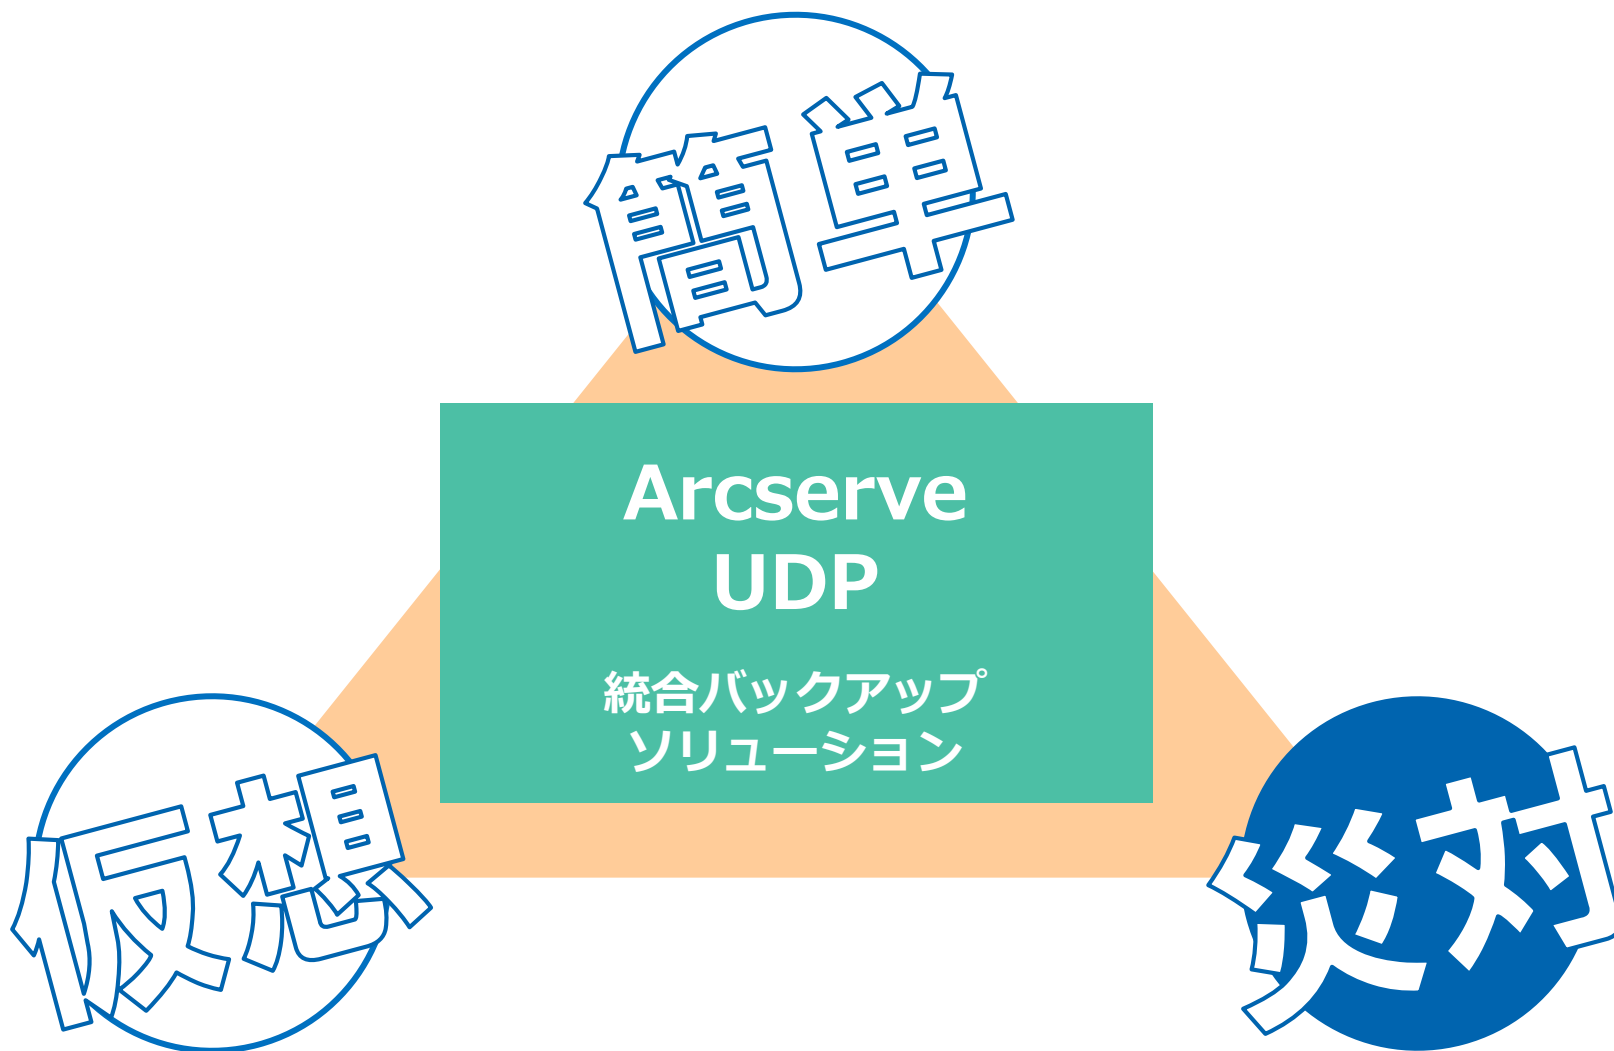 簡単
Arcserve
UDP
統合バックアップ
ソリューション
仮想
災対